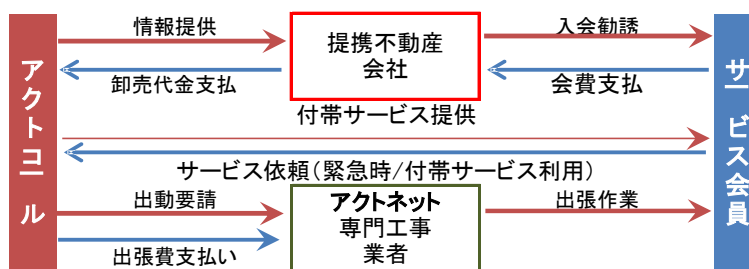 アクトコール
情報提供
卸売代金支払
提携不動産
会社
入会勧誘
会費支払
サービス会員
付帯サービス提供
サービス依頼(緊急時/付帯サービス利用)
出動要請
出張費支払い
アクトネット
専門工事
業者
出張作業